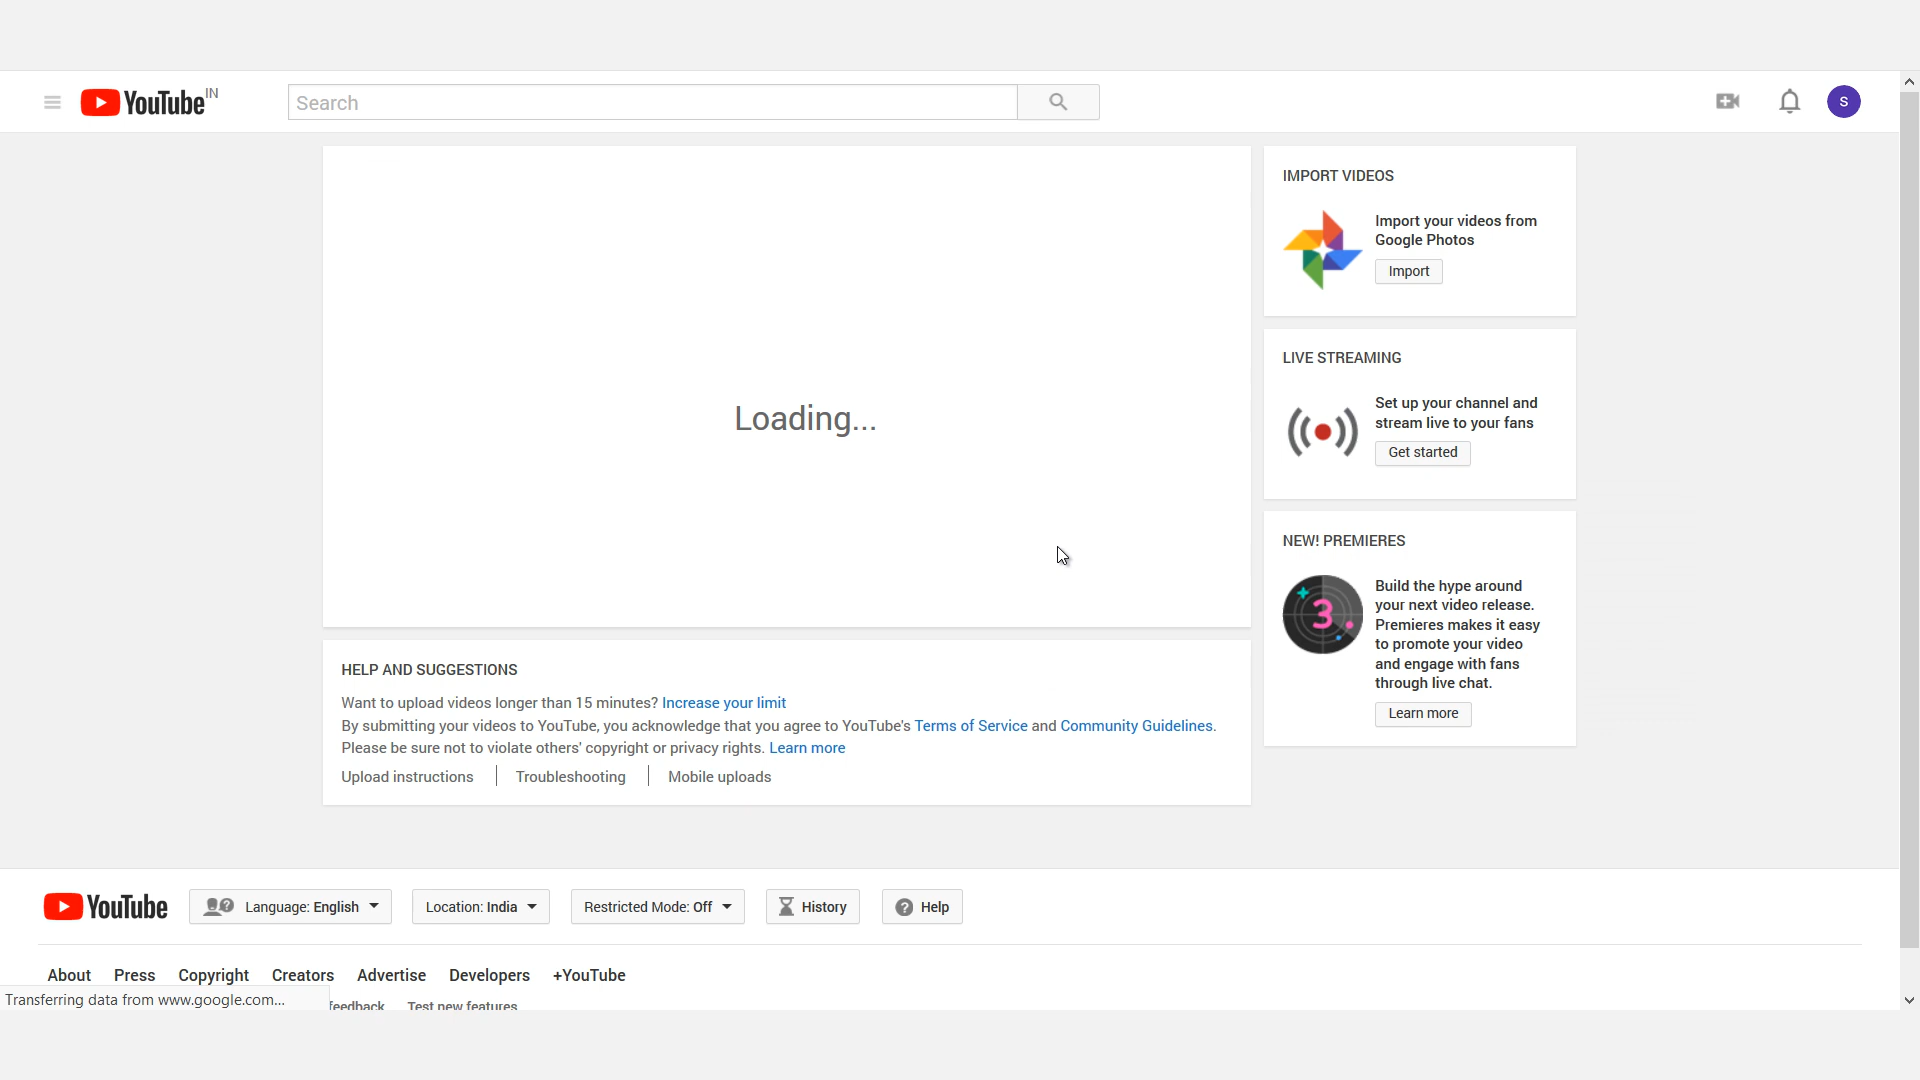 YouTube IN
Search
S
IMPORT VIDEOS
Import your videos from
Google Photos
Import
Loading...
LIVE STREAMING
Set up your channel and
stream live to your fans
Get started
NEW! PREMIERES
3
Build the hype around
your next video release.
Premieres makes it easy
to promote your video
and engage with fans
through live chat.
Learn more
HELP AND SUGGESTIONS
Want to upload videos longer than 15 minutes? Increase your limit
By submitting your videos to YouTube, you acknowledge that you agree to YouTube's Terms of Service and Community Guidelines.
Please be sure not to violate others' copyright or privacy rights. Learn more
Upload instructions Troubleshooting Mobile uploads
YouTube Language: English Location: India Restricted Mode: Off History Help
About Press Copyright Creators Advertise Developers +YouTube
Transferring data from www.google.com... feedback Test new features